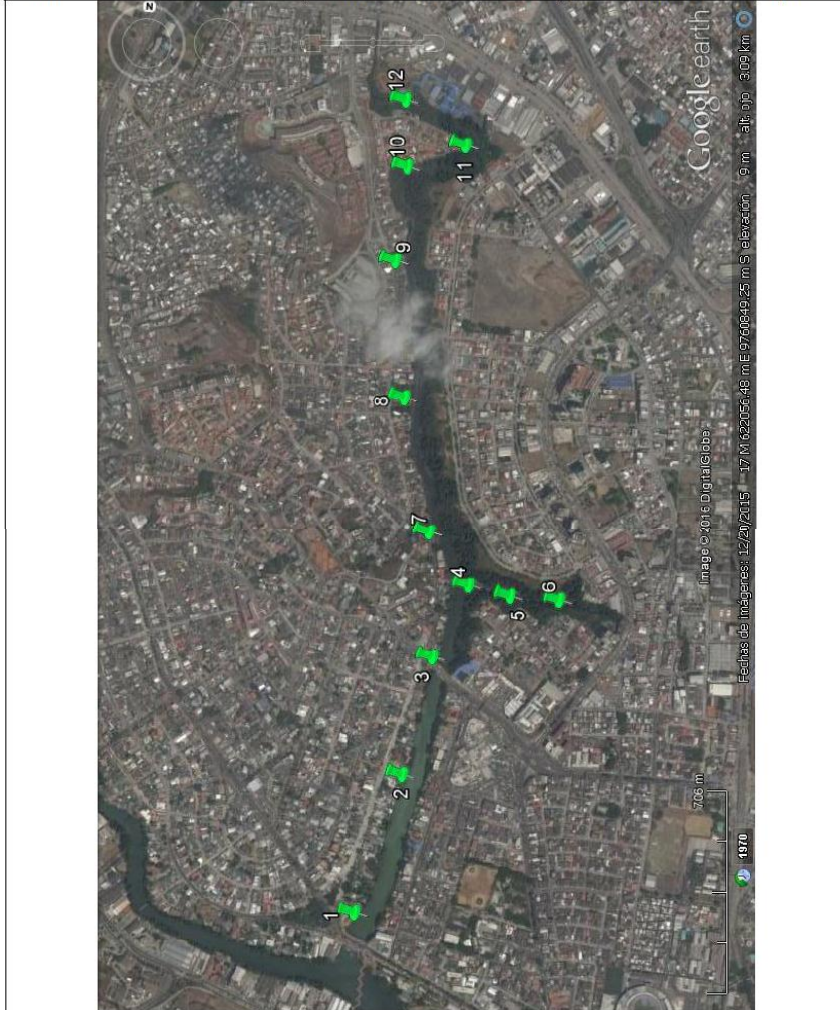 N
1
2
3
4
5
6
7
8
9
10
11
12
Google earth
Image © 2016 DigitalGlobe
Fechas de imágenes: 12/20/2015 17 M 622056.48 m E 9760849.25 m S elevación 9 m alt. ojo 3.09 km
706 m
1970